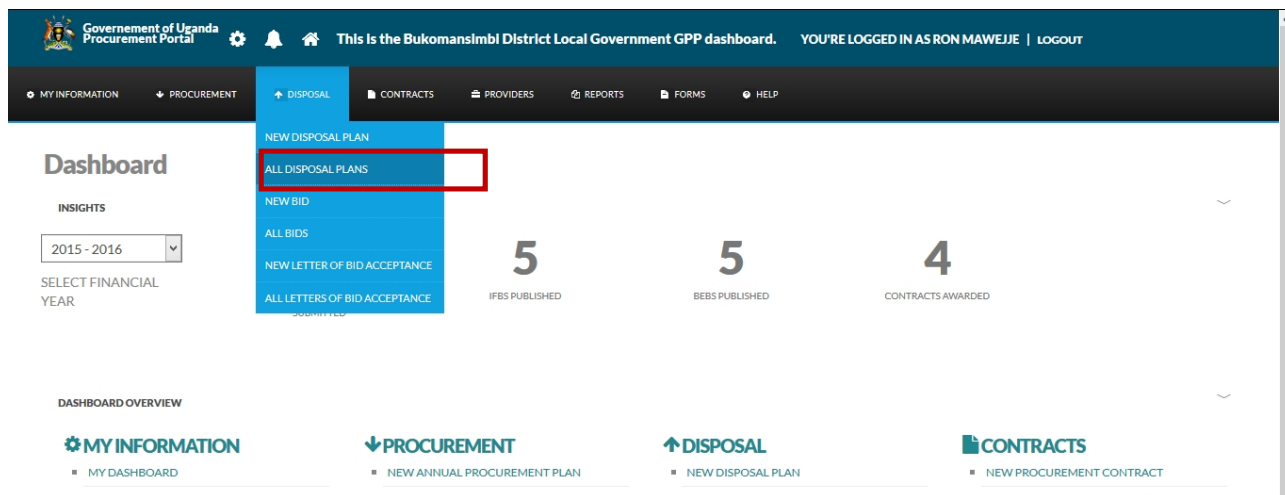 Governement of Uganda
Procurement Portal
This is the Bukomansimbi District Local Government GPP dashboard.
YOU'RE LOGGED IN AS RON MAWEJJE | LOGOUT
MY INFORMATION
PROCUREMENT
DISPOSAL
CONTRACTS
PROVIDERS
REPORTS
FORMS
HELP
NEW DISPOSAL PLAN
ALL DISPOSAL PLANS
NEW BID
ALL BIDS
NEW LETTER OF BID ACCEPTANCE
ALL LETTERS OF BID ACCEPTANCE
Dashboard
INSIGHTS
2015 - 2016
SELECT FINANCIAL
YEAR
SUBMITTED
5
IFBS PUBLISHED
5
BEBS PUBLISHED
4
CONTRACTS AWARDED
DASHBOARD OVERVIEW
MY INFORMATION
MY DASHBOARD
PROCUREMENT
NEW ANNUAL PROCUREMENT PLAN
DISPOSAL
NEW DISPOSAL PLAN
CONTRACTS
NEW PROCUREMENT CONTRACT